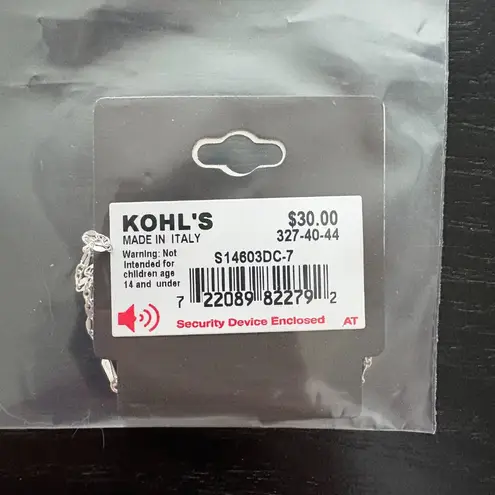 KOHL'S $30.00
MADE IN ITALY 327-40-44
Warning: Not
Intended for
children age
14 and under
S14603DC-7
7 22089 82279 2
Security Device Enclosed AT